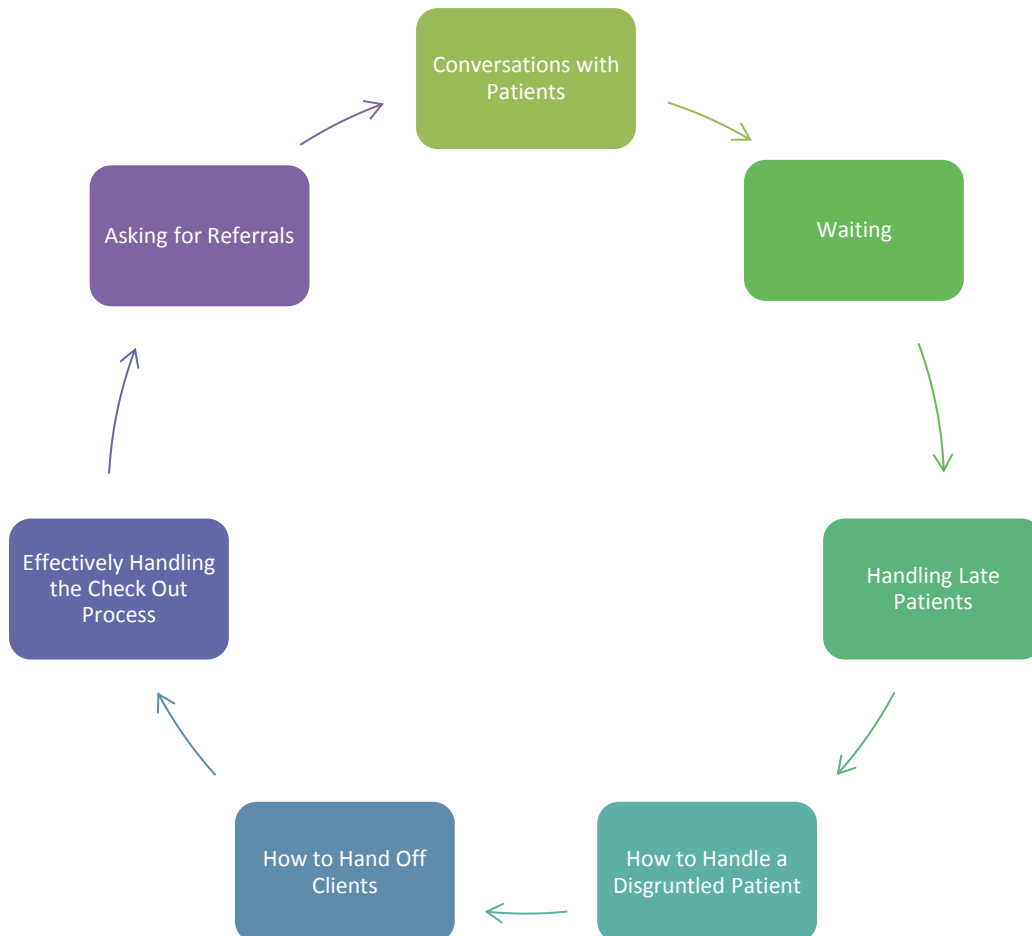 Conversations with
Patients
Waiting
Handling Late
Patients
How to Handle a
Disgruntled Patient
How to Hand Off
Clients
Effectively Handling
the Check Out
Process
Asking for Referrals